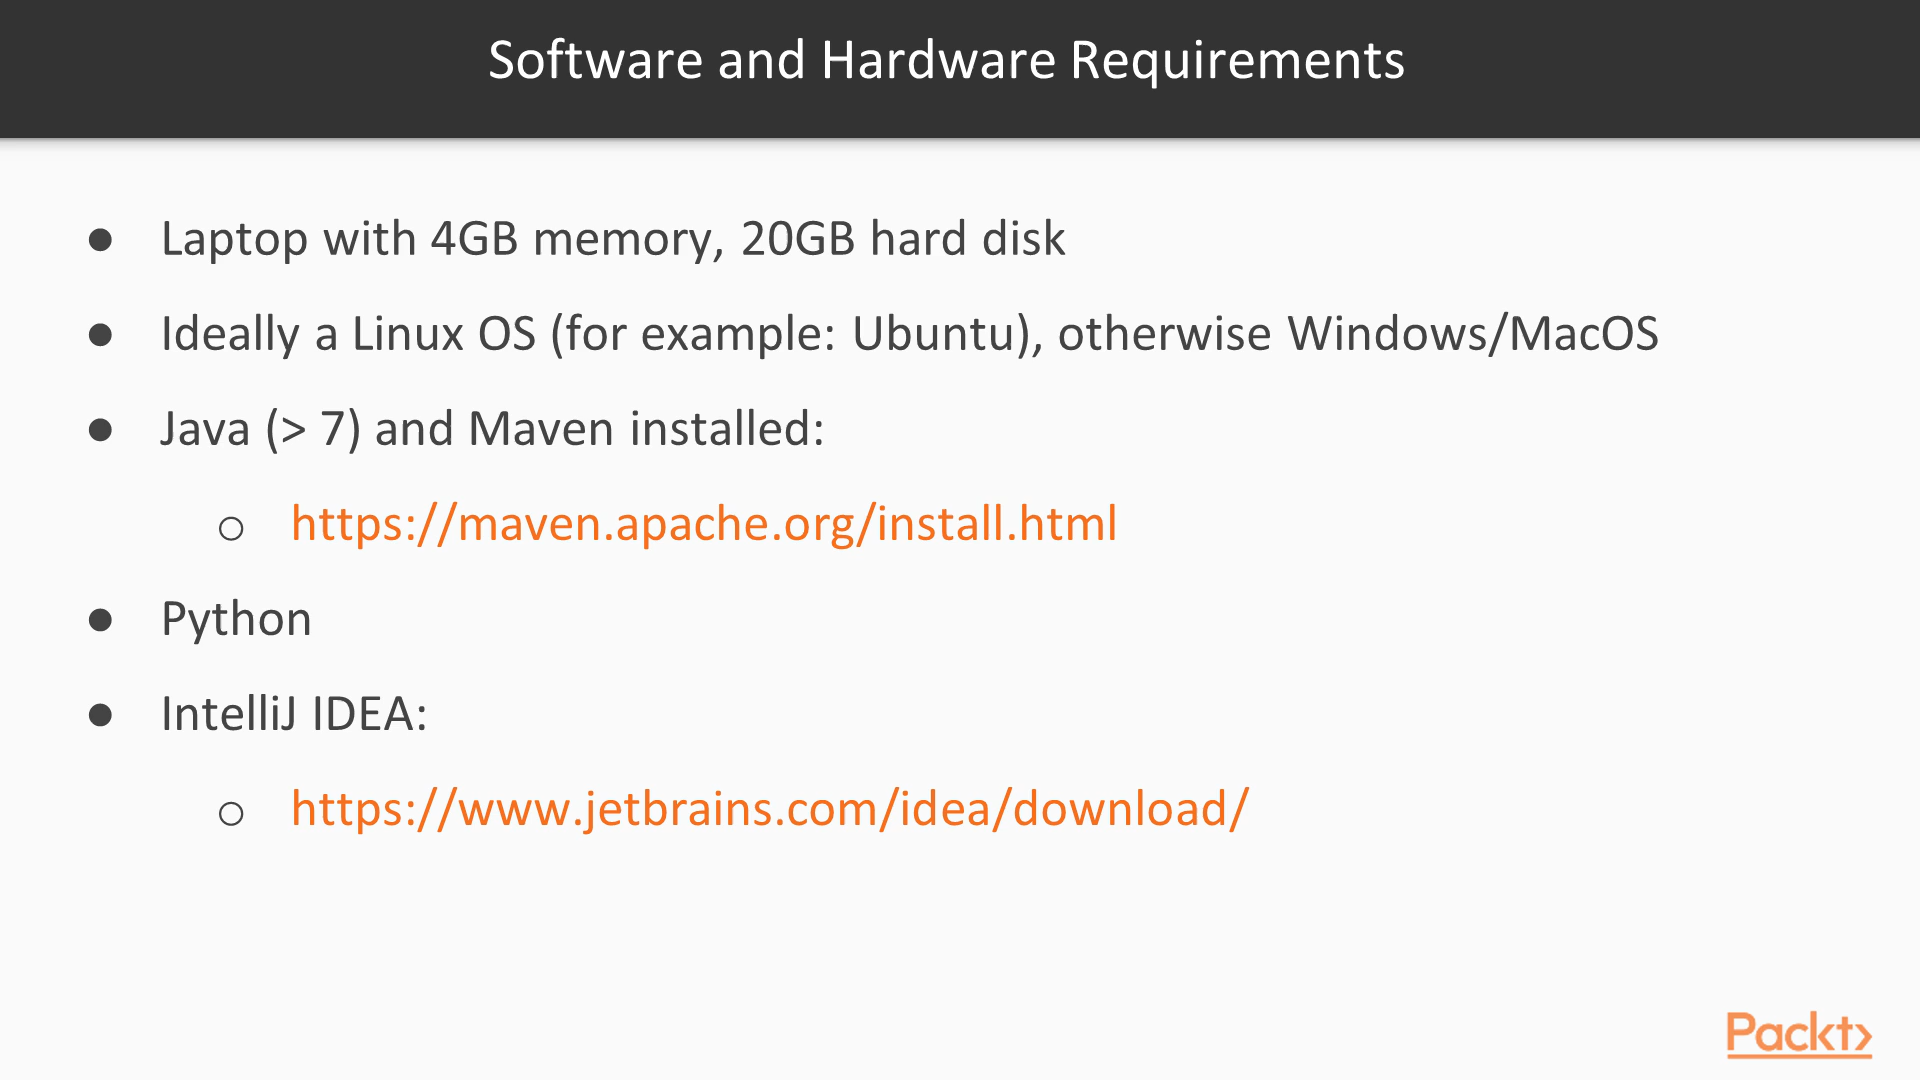 Software and Hardware Requirements
● Laptop with 4GB memory, 20GB hard disk
● Ideally a Linux OS (for example: Ubuntu), otherwise Windows/MacOS
● Java (> 7) and Maven installed:
○ https://maven.apache.org/install.html
● Python
● IntelliJ IDEA:
○ https://www.jetbrains.com/idea/download/
Packt>